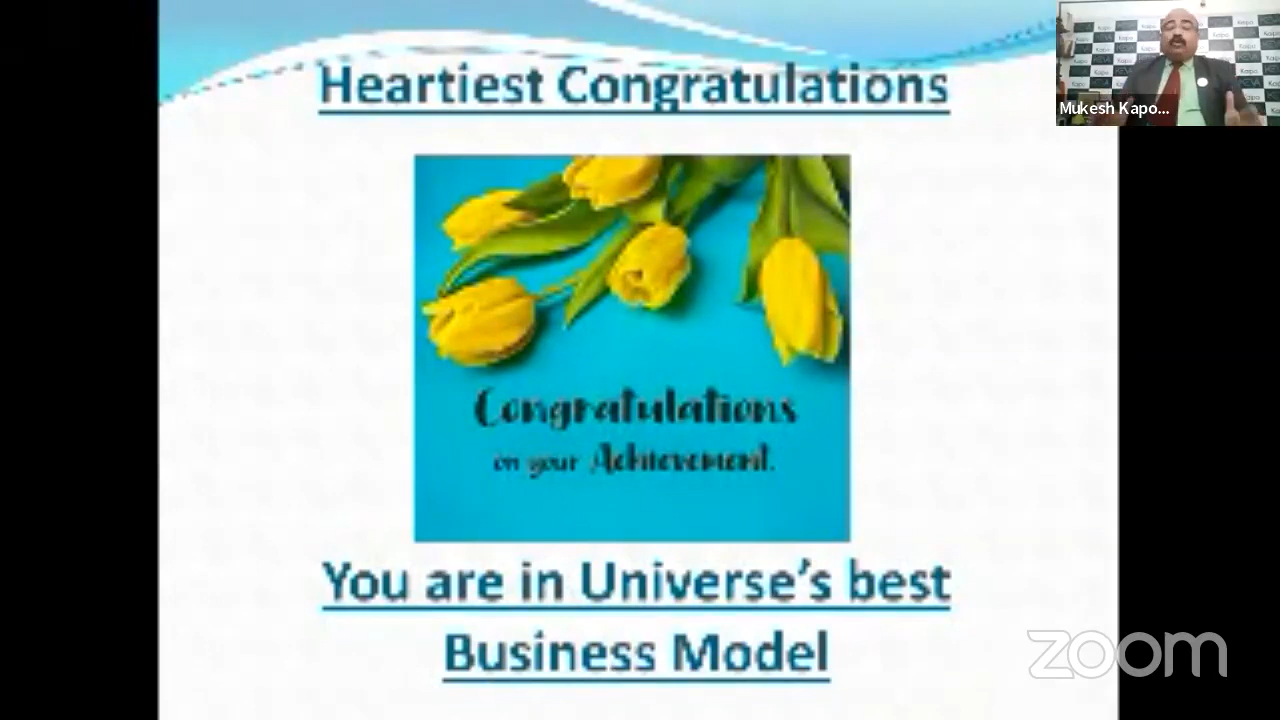 Heartiest Congratulations
Mukesh Kapo...
Congratulations
on your Achievement.
You are in Universe's best
Business Model
zoom